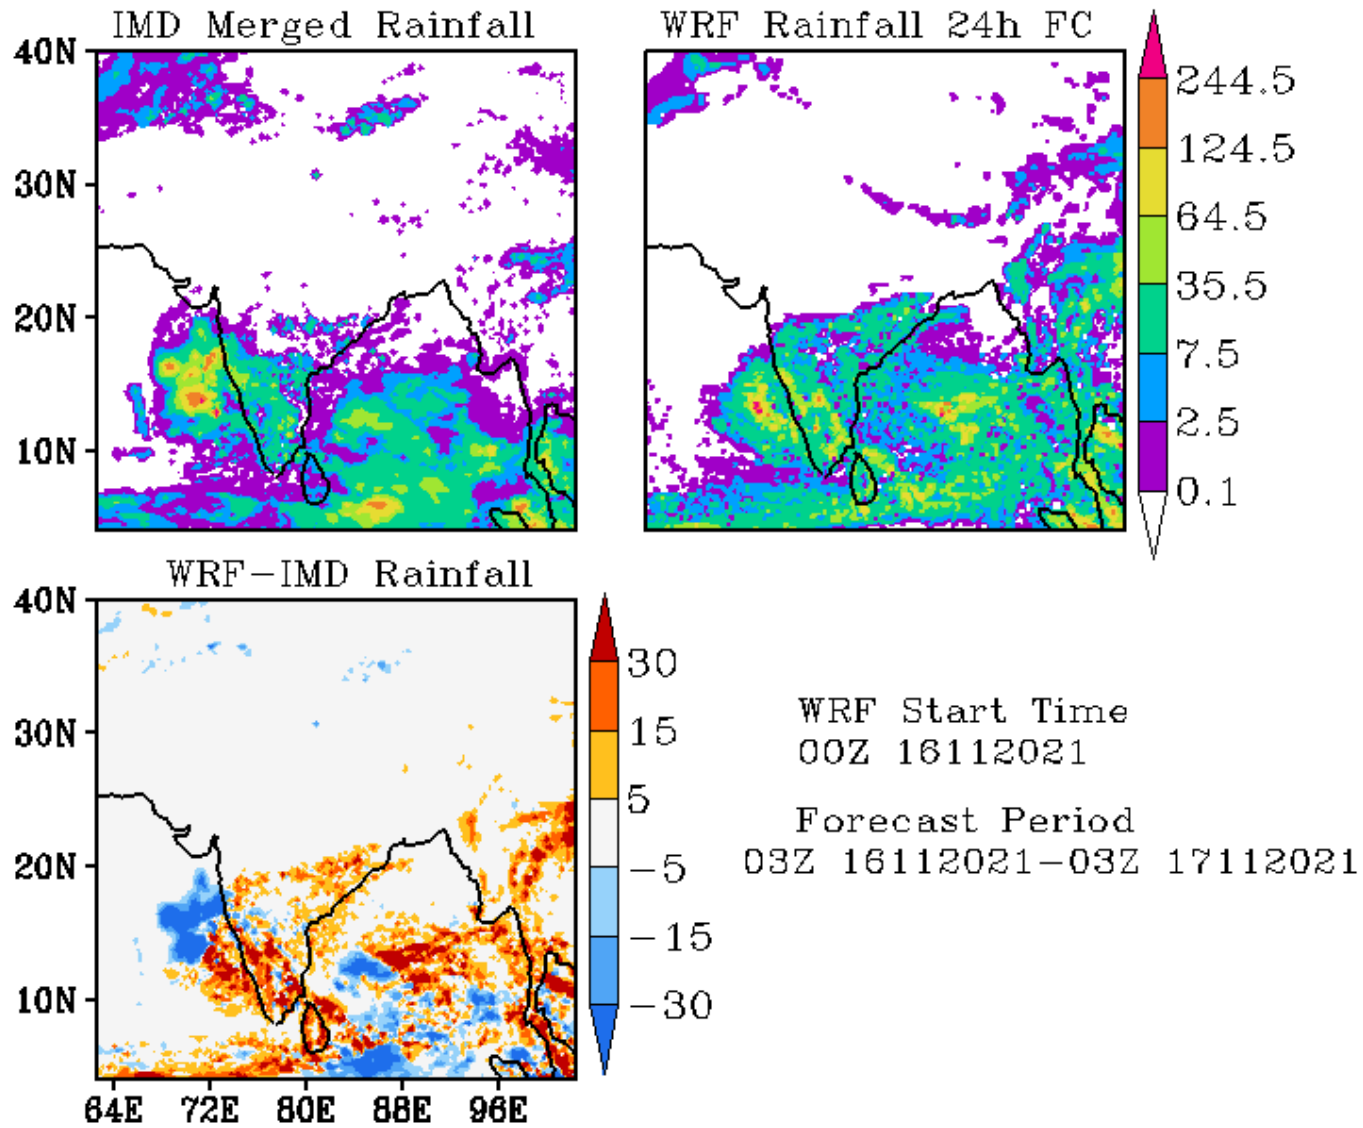 IMD Merged Rainfall
WRF Rainfall 24h FC
40N
30N
20N
10N
244.5
124.5
64.5
35.5
7.5
2.5
0.1
WRF-IMD Rainfall
40N
30N
20N
10N
64E 72E 80E 88E 96E
30
15
5
-5
-15
-30
WRF Start Time
00Z 16112021
Forecast Period
03Z 16112021-03Z 17112021